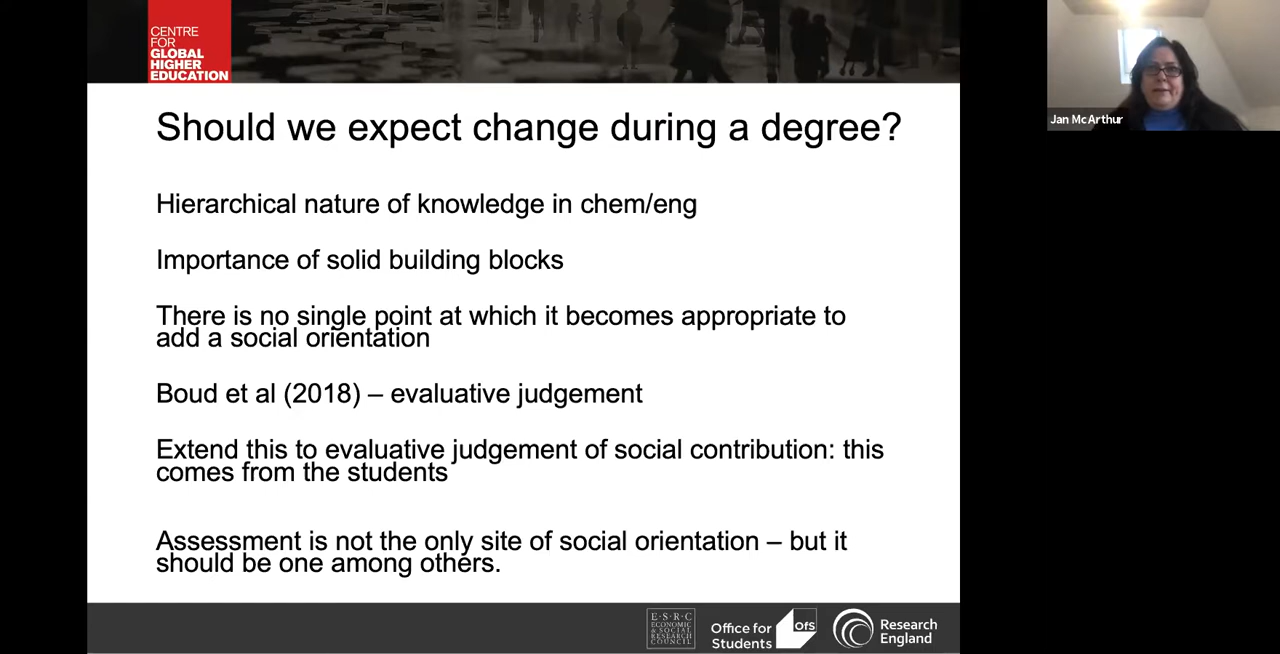 CENTRE
FOR
GLOBAL
HIGHER
EDUCATION
Jan McArthur
Should we expect change during a degree?
Hierarchical nature of knowledge in chem/eng
Importance of solid building blocks
There is no single point at which it becomes appropriate to
add a social orientation
Boud et al (2018) – evaluative judgement
Extend this to evaluative judgement of social contribution: this
comes from the students
Assessment is not the only site of social orientation – but it
should be one among others.
E·S·R·C
ECONOMIC
& SOCIAL
RESEARCH
COUNCIL
Office for
Students
OfS
Research
England